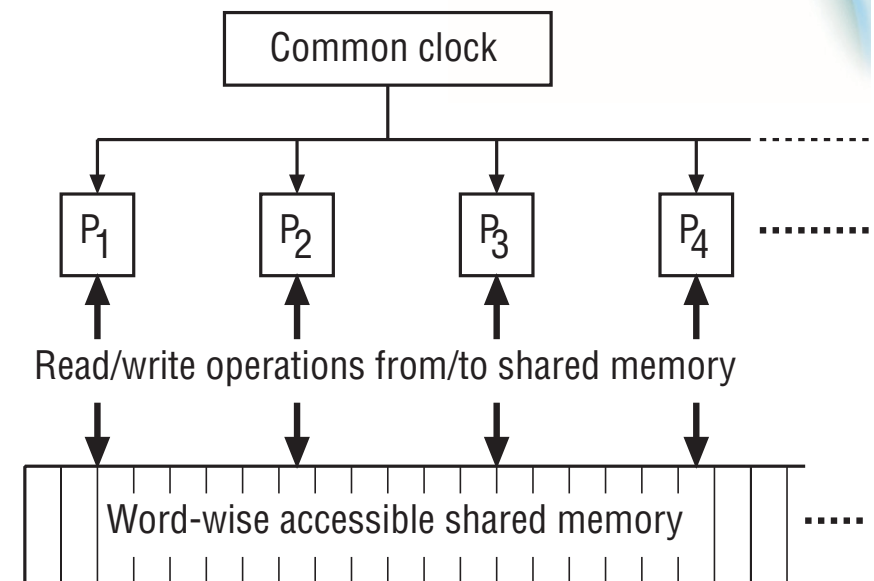 Common clock
P1 P2 P3 P4
Read/write operations from/to shared memory
Word-wise accessible shared memory